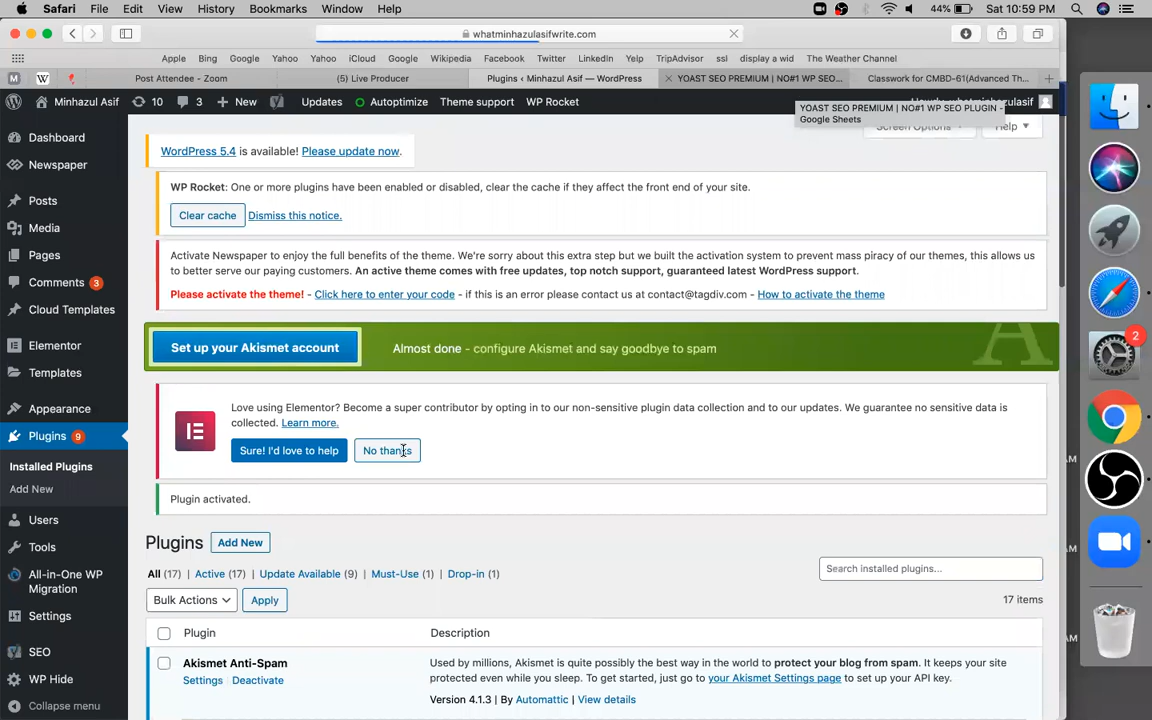 Safari File Edit View History Bookmarks Window Help 44% Sat 10:59 PM
whatminhazulasifwrite.com
Apple Bing Google Yahoo Yahoo iCloud Google Wikipedia Facebook Twitter LinkedIn Yelp TripAdvisor ssl display a wid The Weather Channel
M W Post Attendee - Zoom (5) Live Producer Plugins ‹ Minhazul Asif — WordPress YOAST SEO PREMIUM | NO#1 WP SEO... Classwork for CMBD-61(Advanced Th...
Minhazul Asif 10 3 New Updates Autoptimize Theme support WP Rocket
YOAST SEO PREMIUM | NO#1 WP SEO PLUGIN -
Google Sheets
Screen Options Help
Dashboard
Newspaper
Posts
Media
Pages
Comments 3
Cloud Templates
Elementor
Templates
Appearance
Plugins 9
Installed Plugins
Add New
Users
Tools
All-in-One WP
Migration
Settings
SEO
WP Hide
Collapse menu
WordPress 5.4 is available! Please update now.
WP Rocket: One or more plugins have been enabled or disabled, clear the cache if they affect the front end of your site.
Clear cache Dismiss this notice.
Activate Newspaper to enjoy the full benefits of the theme. We're sorry about this extra step but we built the activation system to prevent mass piracy of our themes, this allows us
to better serve our paying customers. An active theme comes with free updates, top notch support, guaranteed latest WordPress support.
Please activate the theme! - Click here to enter your code - if this is an error please contact us at contact@tagdiv.com - How to activate the theme
Set up your Akismet account Almost done - configure Akismet and say goodbye to spam
A
Love using Elementor? Become a super contributor by opting in to our non-sensitive plugin data collection and to our updates. We guarantee no sensitive data is
collected. Learn more.
Sure! I'd love to help No thanks
Plugin activated.
Plugins Add New
All (17) | Active (17) | Update Available (9) | Must-Use (1) | Drop-in (1)
Search installed plugins...
Bulk Actions Apply 17 items
Plugin Description
Akismet Anti-Spam
Settings | Deactivate
Used by millions, Akismet is quite possibly the best way in the world to protect your blog from spam. It keeps your site
protected even while you sleep. To get started, just go to your Akismet Settings page to set up your API key.
Version 4.1.3 | By Automattic | View details
2
AM
AM
AM